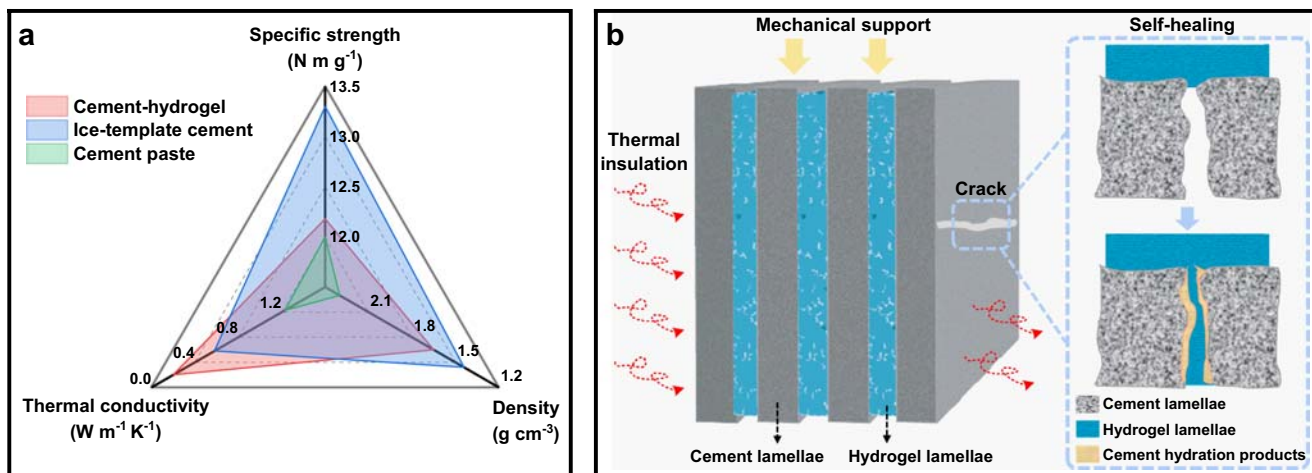 a
Specific strength
(N m g⁻¹)
13.5
13.0
12.5
12.0
Cement-hydrogel
Ice-template cement
Cement paste
1.2
0.8
0.4
0.0
2.1
1.8
1.5
1.2
Thermal conductivity
(W m⁻¹ K⁻¹)
Density
(g cm⁻³)
b
Mechanical support
Thermal
insulation
Crack
Cement lamellae
Hydrogel lamellae
Self-healing
Cement lamellae
Hydrogel lamellae
Cement hydration products